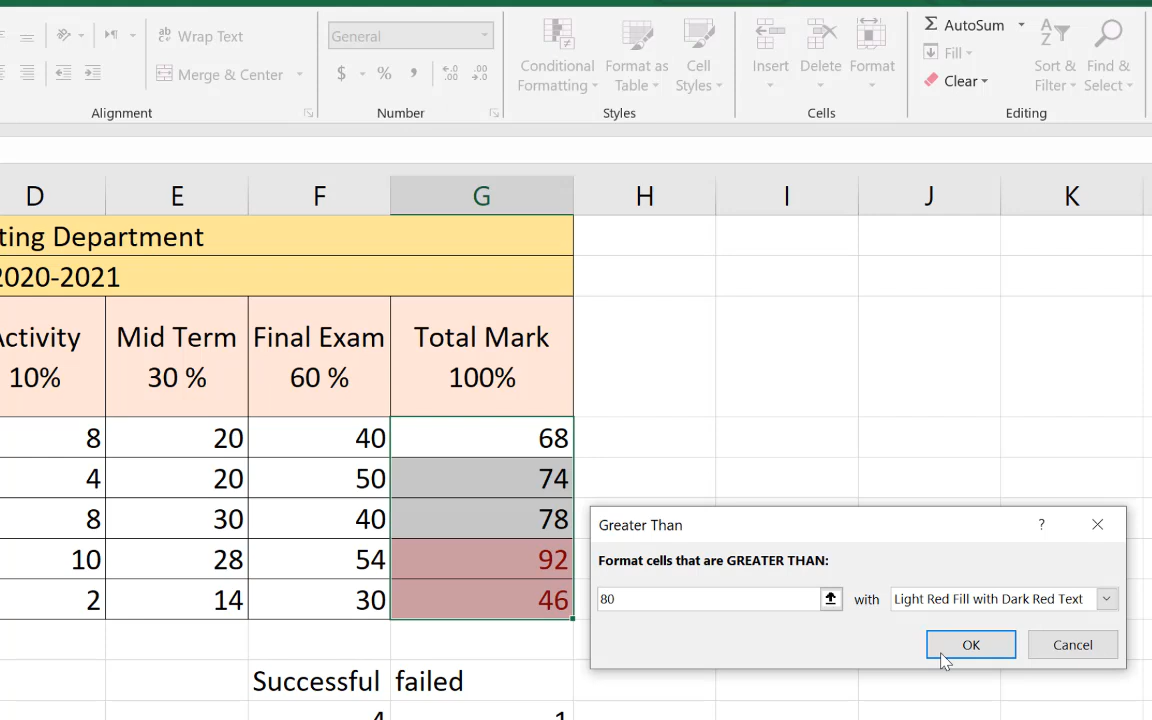 ab Wrap Text
Merge & Center
Alignment
General
$ % , .00 .00
Number
Conditional
Formatting
Format as
Table
Cell
Styles
Styles
Insert
Delete
Format
Cells
Σ AutoSum
Fill
Clear
Sort &
Filter
Find &
Select
Editing
D E F G H I J K
ting Department
2020-2021
Activity
10%
Mid Term
30 %
Final Exam
60 %
Total Mark
100%
8 20 40 68
4 20 50 74
8 30 40 78
10 28 54 92
2 14 30 46
Successful failed
4 1
Greater Than
?
Format cells that are GREATER THAN:
80 with Light Red Fill with Dark Red Text
OK Cancel